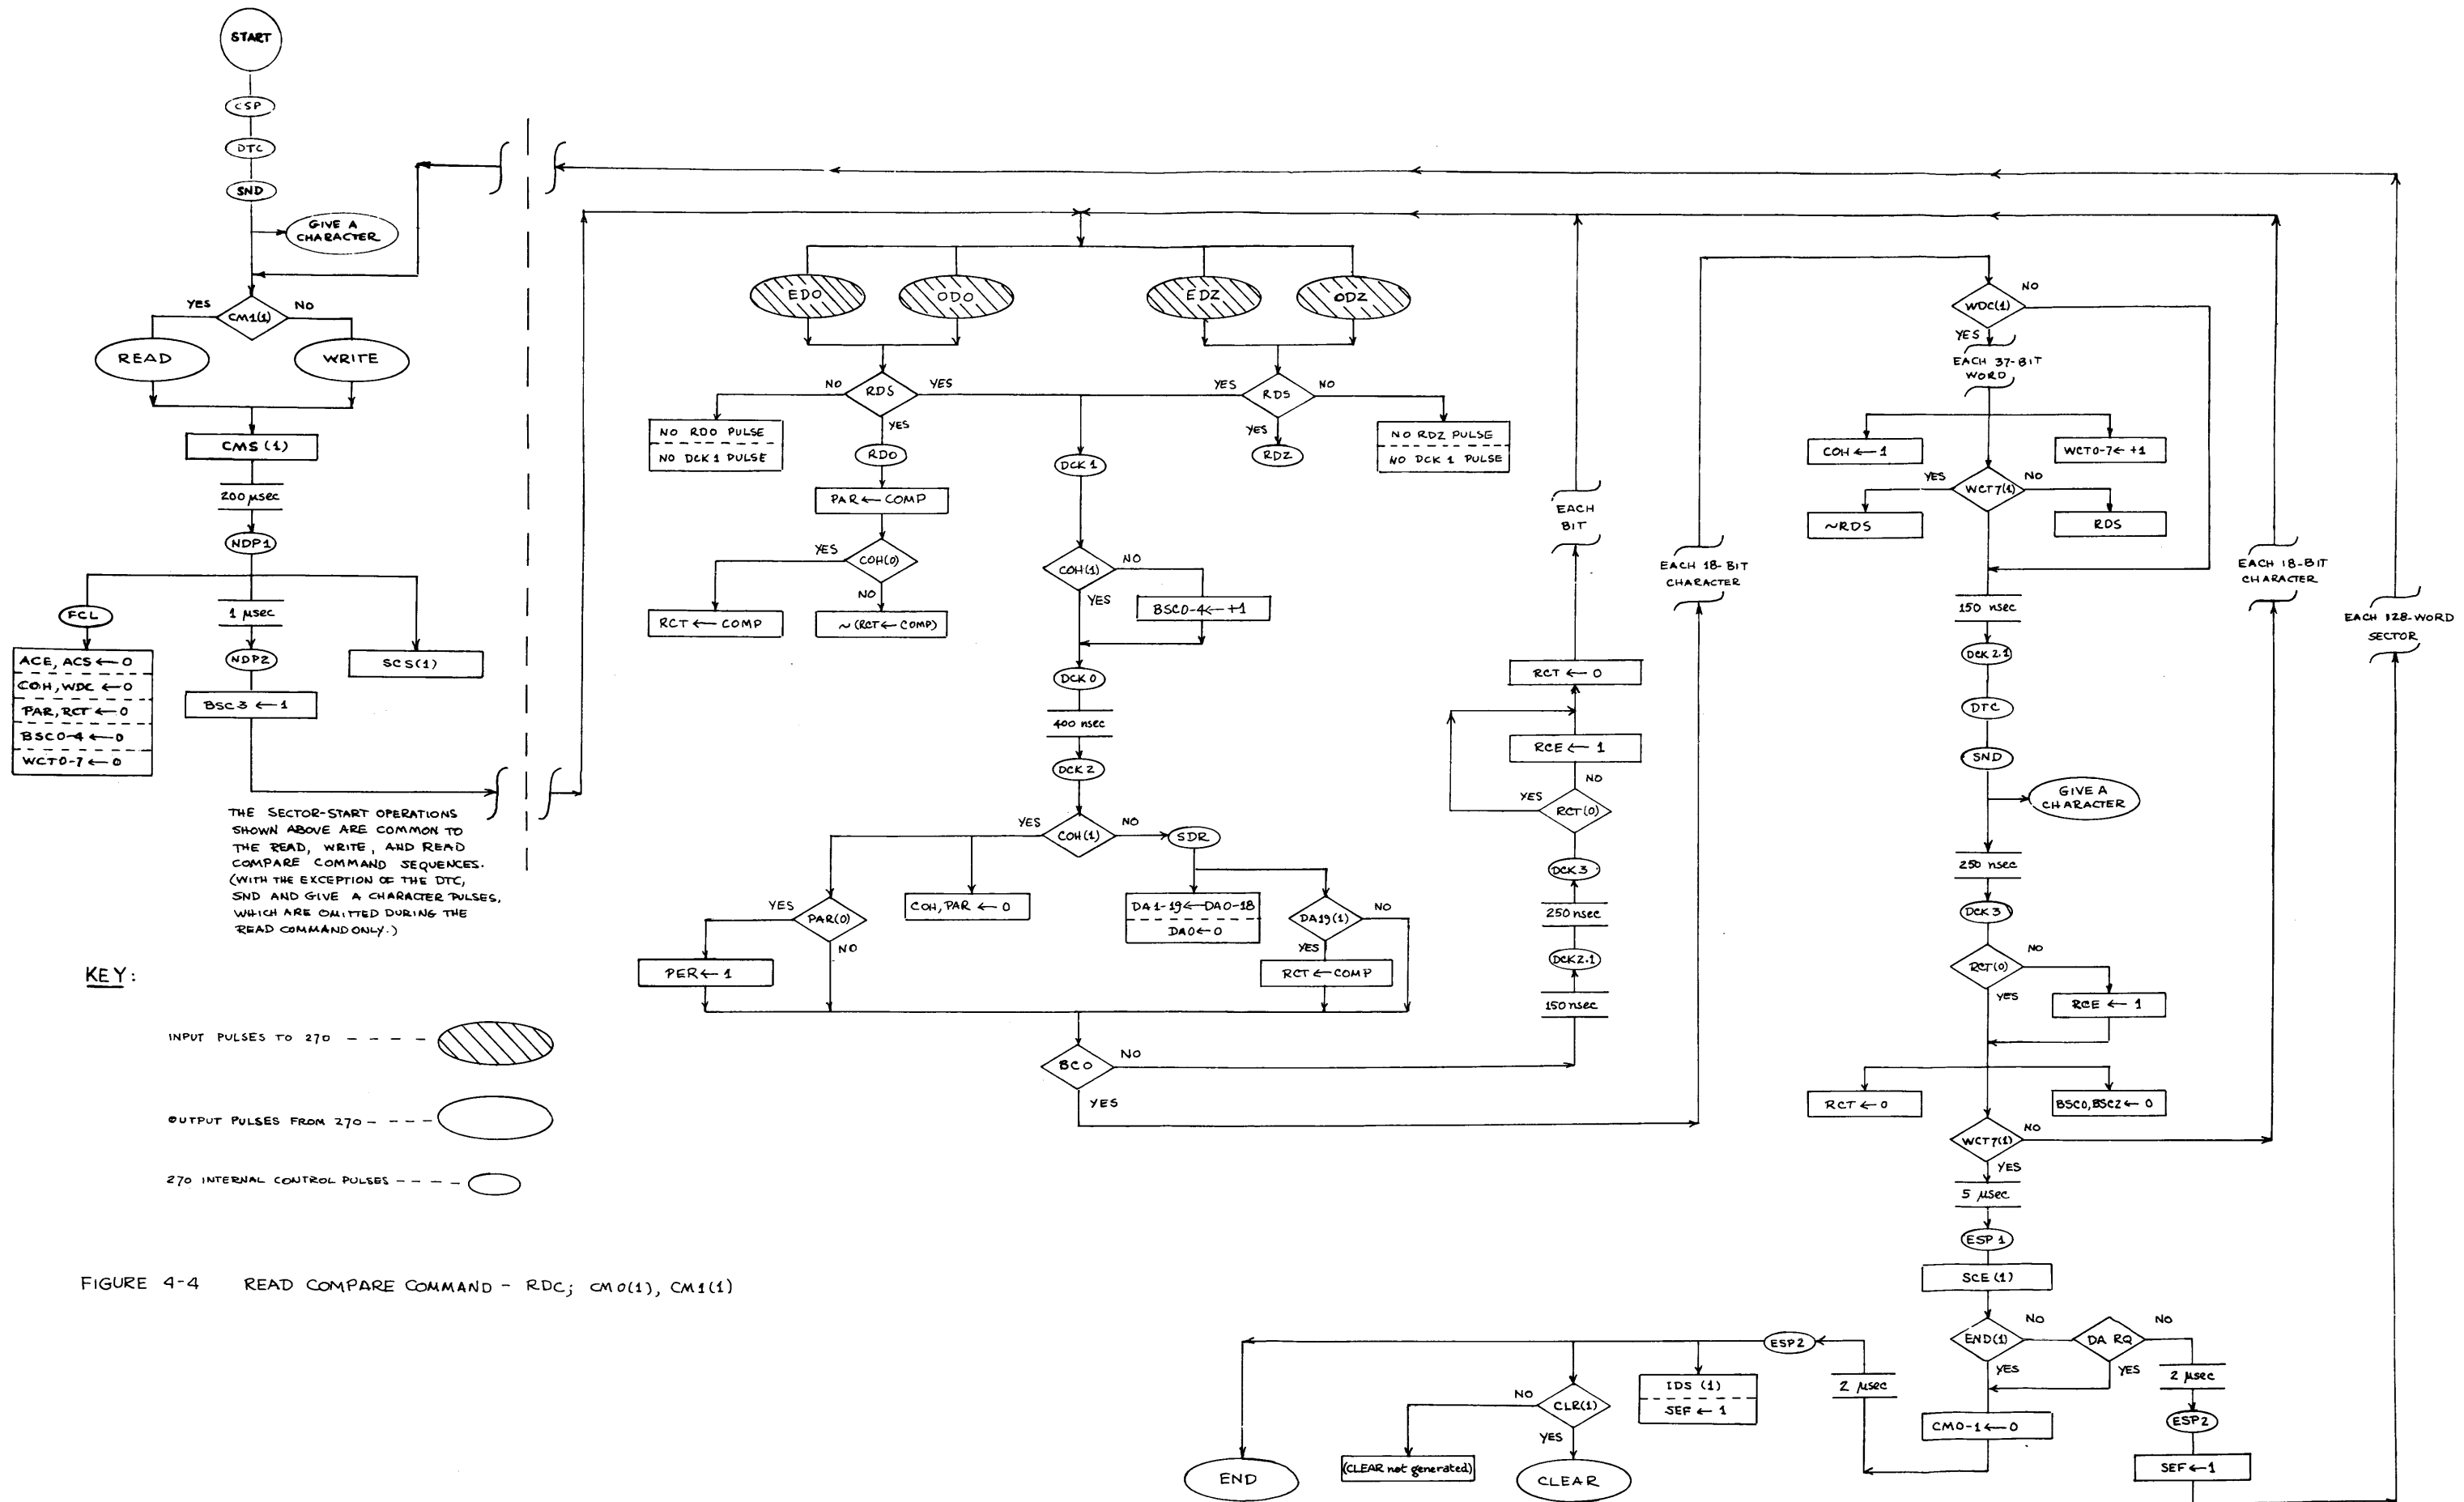 START
CSP
DTC
SND
GIVE A
CHARACTER
YES
CM1(1)
NO
READ
WRITE
CMS (1)
200 μsec
NDP1
FCL
1 μsec
NDP2
SCS(1)
ACE, ACS ← 0
COH, WDC ← 0
PAR, RCT ← 0
BSC0-4 ← 0
WCT0-7 ← 0
BSC3 ← 1
THE SECTOR-START OPERATIONS
SHOWN ABOVE ARE COMMON TO
THE READ, WRITE, AND READ
COMPARE COMMAND SEQUENCES.
(WITH THE EXCEPTION OF THE DTC,
SND AND GIVE A CHARACTER PULSES,
WHICH ARE OMITTED DURING THE
READ COMMAND ONLY.)
KEY:
INPUT PULSES TO 270 - - - -
OUTPUT PULSES FROM 270 - - - -
270 INTERNAL CONTROL PULSES - - - -
FIGURE 4-4 READ COMPARE COMMAND - RDC; CM0(1), CM1(1)
EDO
ODO
EDZ
ODZ
NO
RDS
YES
YES
RDS
NO
YES
YES
NO RDO PULSE
NO DCK 1 PULSE
RDO
DCK 1
RDZ
NO RDZ PULSE
NO DCK 1 PULSE
PAR ← COMP
YES
COH(0)
NO
COH(1)
NO
YES
RCT ← COMP
~(RCT ← COMP)
BSC0-4 ← +1
DCK 0
400 nsec
DCK 2
YES
COH(1)
NO
SDR
YES
PAR(0)
NO
COH, PAR ← 0
DA1-19 ← DA0-18
DA0 ← 0
DA19(1)
NO
YES
PER ← 1
RCT ← COMP
BCO
NO
YES
EACH
BIT
RCT ← 0
RCE ← 1
NO
YES
RCT(0)
DCK 3
250 nsec
DCK2.1
150 nsec
EACH 18-BIT
CHARACTER
WDC(1)
NO
YES
EACH 37-BIT
WORD
COH ← 1
WCT0-7 ← +1
YES
WCT7(1)
NO
~RDS
RDS
150 nsec
DCK 2.1
DTC
SND
GIVE A
CHARACTER
250 nsec
DCK 3
RCT(0)
NO
YES
RCE ← 1
RCT ← 0
BSC0, BSC2 ← 0
WCT7(1)
NO
YES
5 μsec
ESP 1
SCE (1)
END(1)
NO
DA RQ
NO
YES
YES
2 μsec
CM0-1 ← 0
ESP2
SEF ← 1
EACH 18-BIT
CHARACTER
EACH 128-WORD
SECTOR
ESP2
2 μsec
IDS (1)
SEF ← 1
NO
CLR(1)
YES
END
(CLEAR not generated)
CLEAR